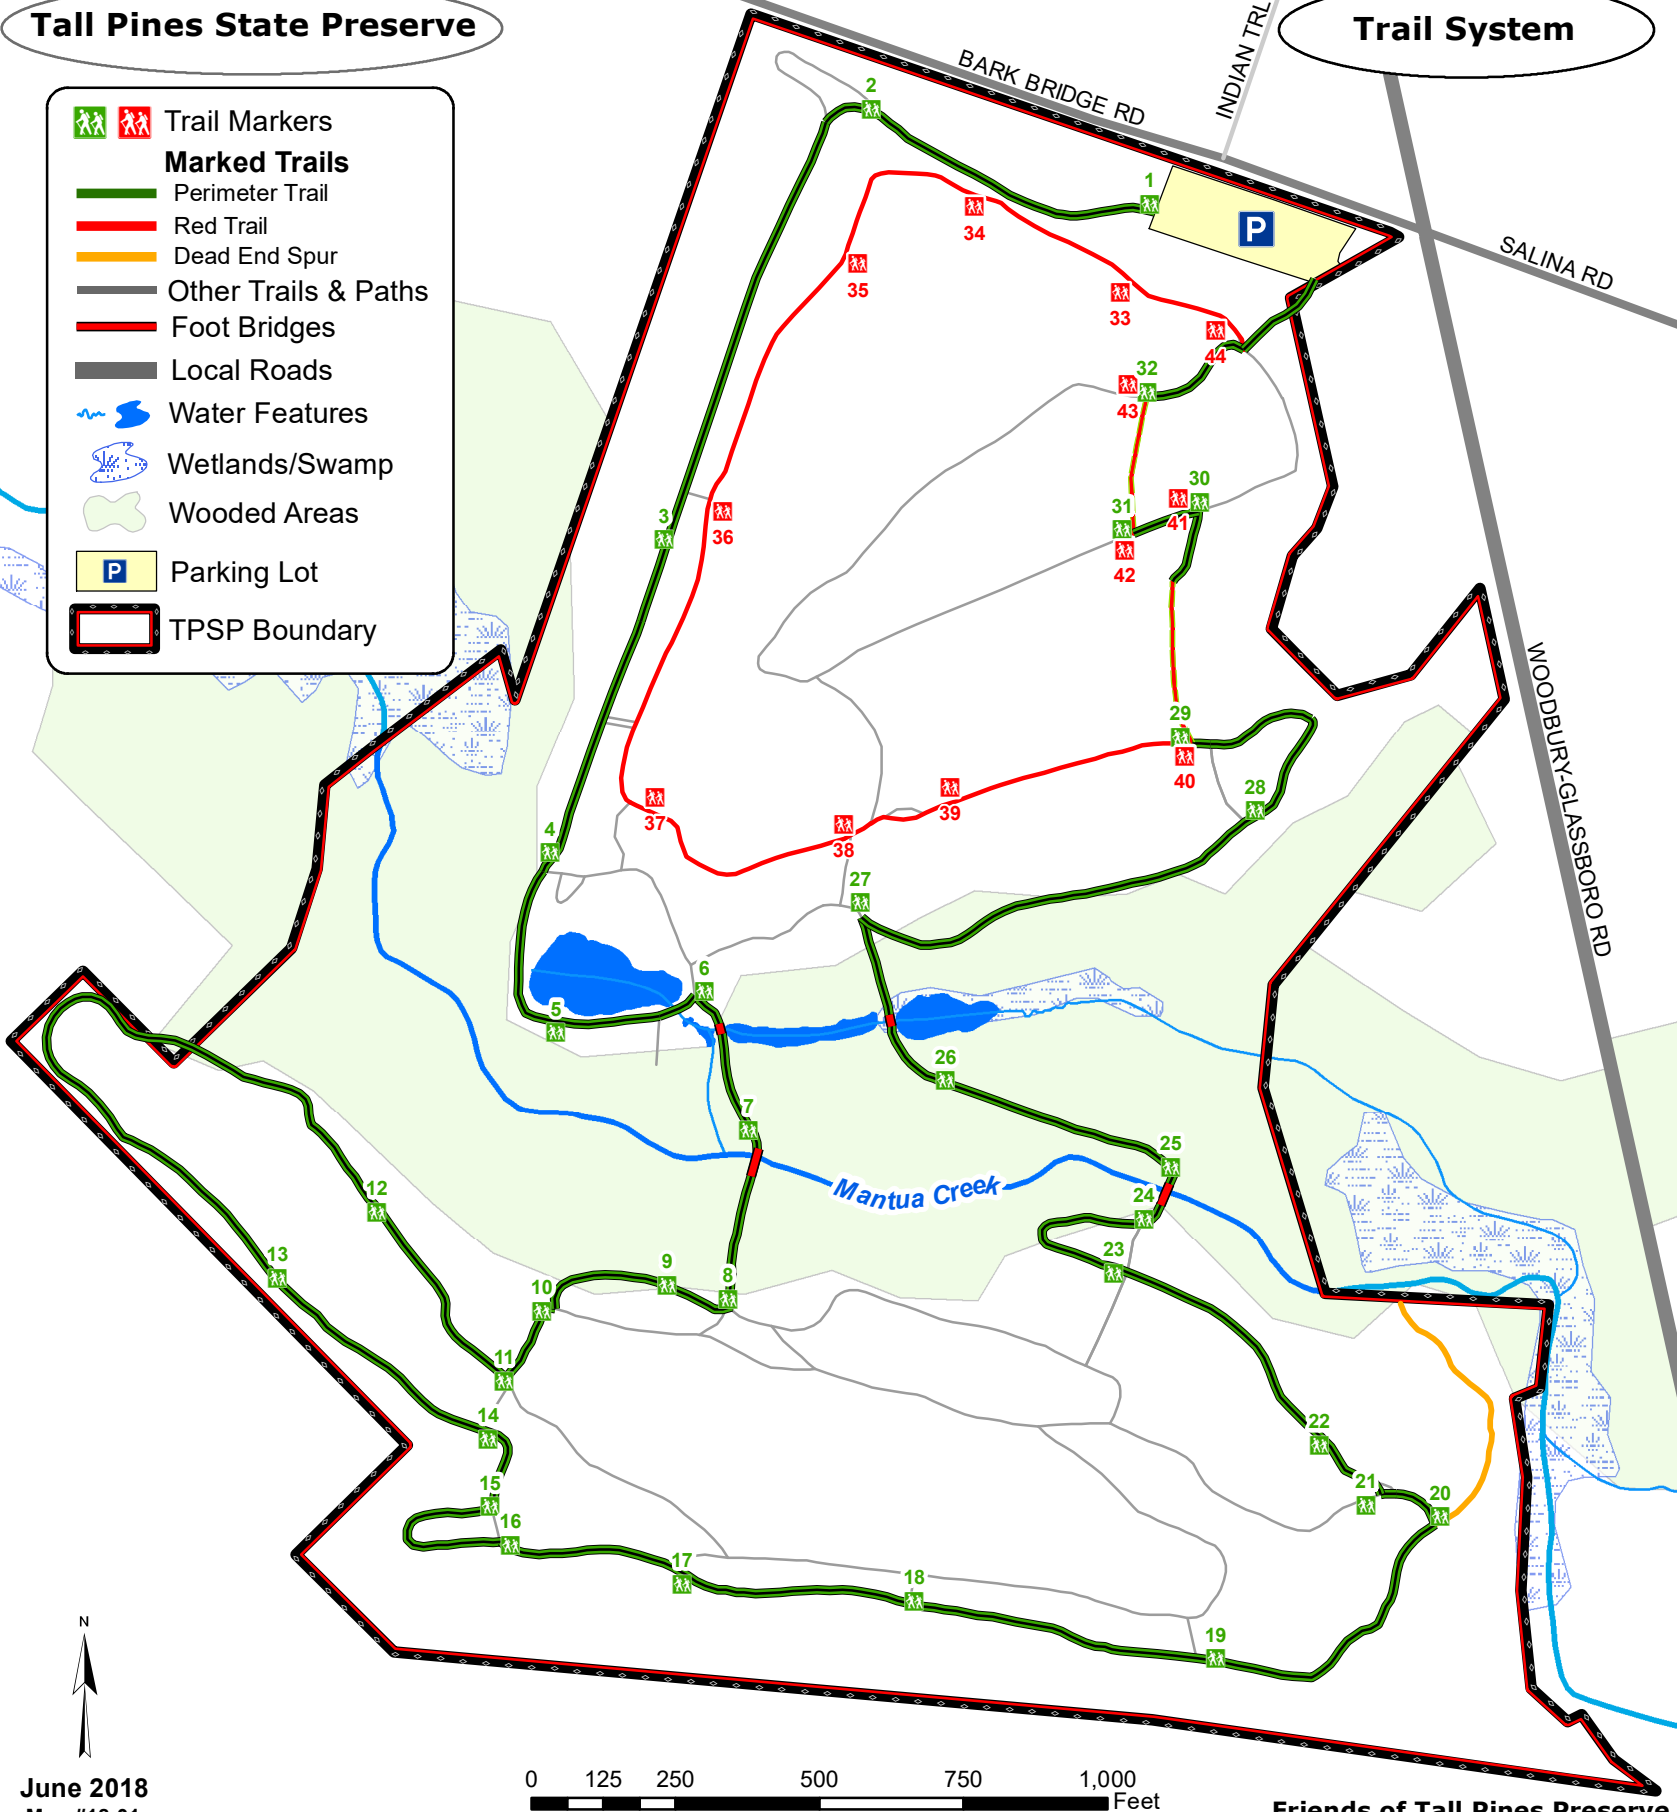 Tall Pines State Preserve
Trail System
BARK BRIDGE RD
INDIAN TRL
SALINA RD
WOODBURY-GLASSBORO RD
Trail Markers
Marked Trails
Perimeter Trail
Red Trail
Dead End Spur
Other Trails & Paths
Foot Bridges
Local Roads
Water Features
Wetlands/Swamp
Wooded Areas
P
Parking Lot
TPSP Boundary
P
2
1
34
35
33
44
32
43
30
31
41
42
3
36
29
40
28
4
37
38
39
27
6
5
26
7
25
Mantua Creek
24
23
12
13
9
8
10
11
14
15
16
22
21
20
17
18
19
N
June 2018
0 125 250 500 750 1,000
Feet
Friends of Tall Pines Preserve